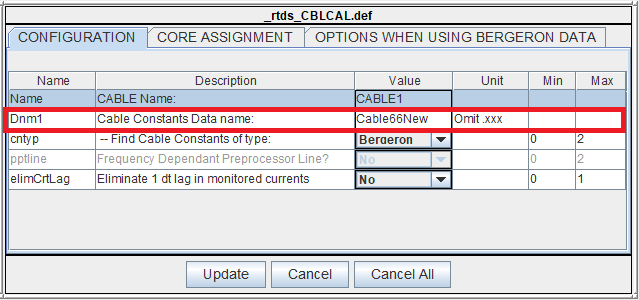 _rtds_CBLCAL.def
CONFIGURATION CORE ASSIGNMENT OPTIONS WHEN USING BERGERON DATA
Name Description Value Unit Min Max
Name CABLE Name: CABLE1
Dnm1 Cable Constants Data name: Cable66New Omit .xxx
cntyp -- Find Cable Constants of type: Bergeron 0 2
pptline Frequency Dependant Preprocessor Line? No 0 2
elimCrtLag Eliminate 1 dt lag in monitored currents No 0 1
Update Cancel Cancel All